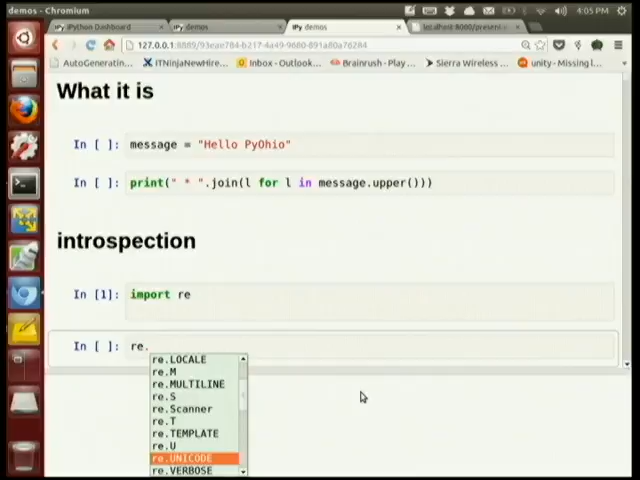 demos - Chromium
4:05 PM
IP[y]: IPython Dashboard
IPy demos
IPy demos
localhost:8000/present
127.0.0.1:8889/93eae784-b217-4a49-9680-891a80a76284
AutoGenerating
ITNinjaNewHire...
Inbox - Outlook...
Brainrush - Play ...
Sierra Wireless ...
unity - Missing l...
What it is
In [ ]: message = "Hello PyOhio"
In [ ]: print(" * ".join(l for l in message.upper()))
introspection
In [1]: import re
In [ ]: re.
re.LOCALE
re.M
re.MULTILINE
re.S
re.Scanner
re.T
re.TEMPLATE
re.U
re.UNICODE
re.VERBOSE